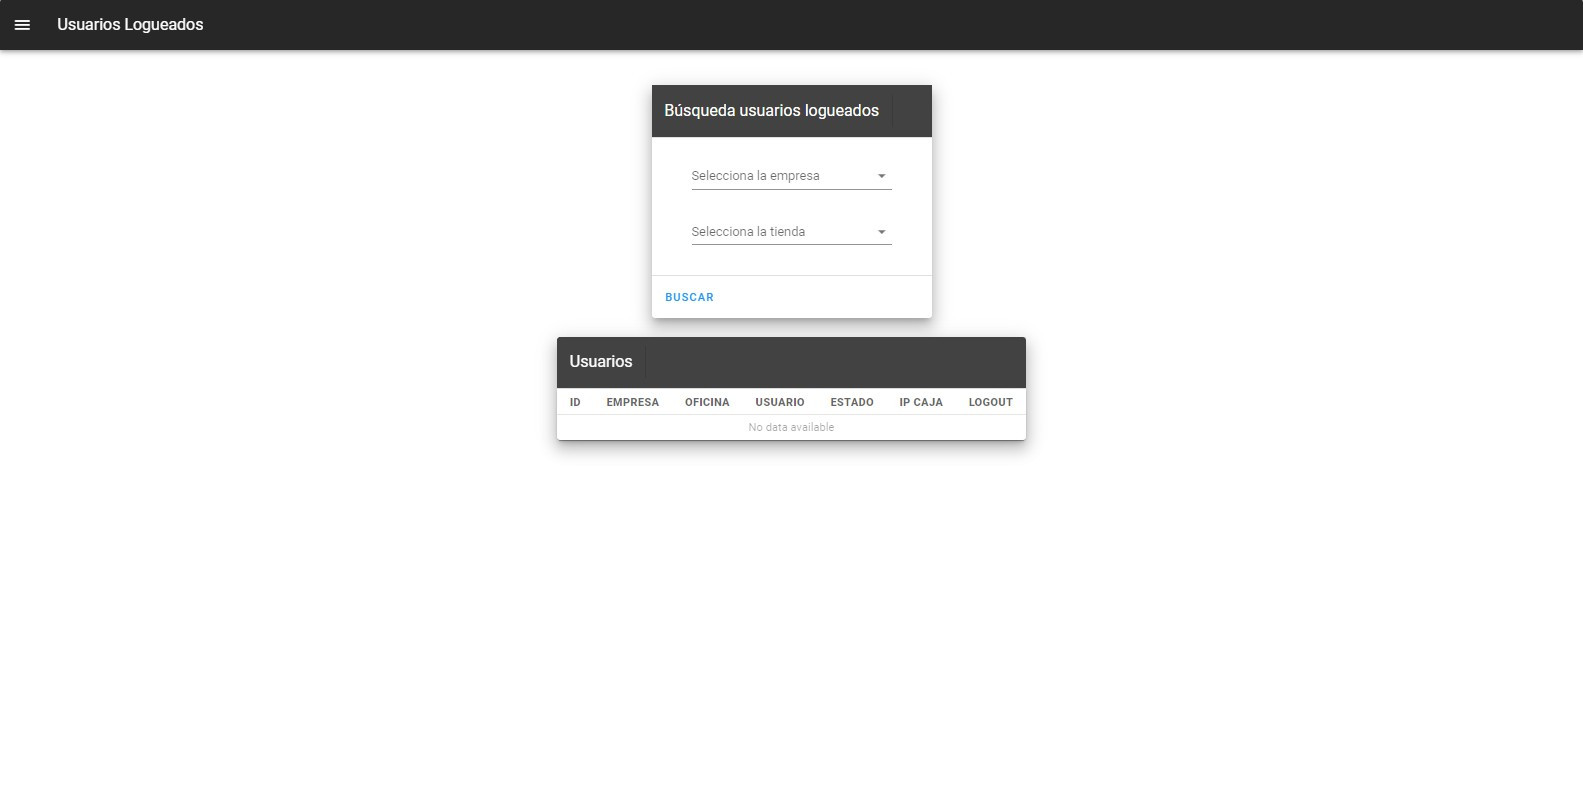 Usuarios Logueados
Búsqueda usuarios logueados
Selecciona la empresa
Selecciona la tienda
BUSCAR
Usuarios
ID EMPRESA OFICINA USUARIO ESTADO IP CAJA LOGOUT
No data available